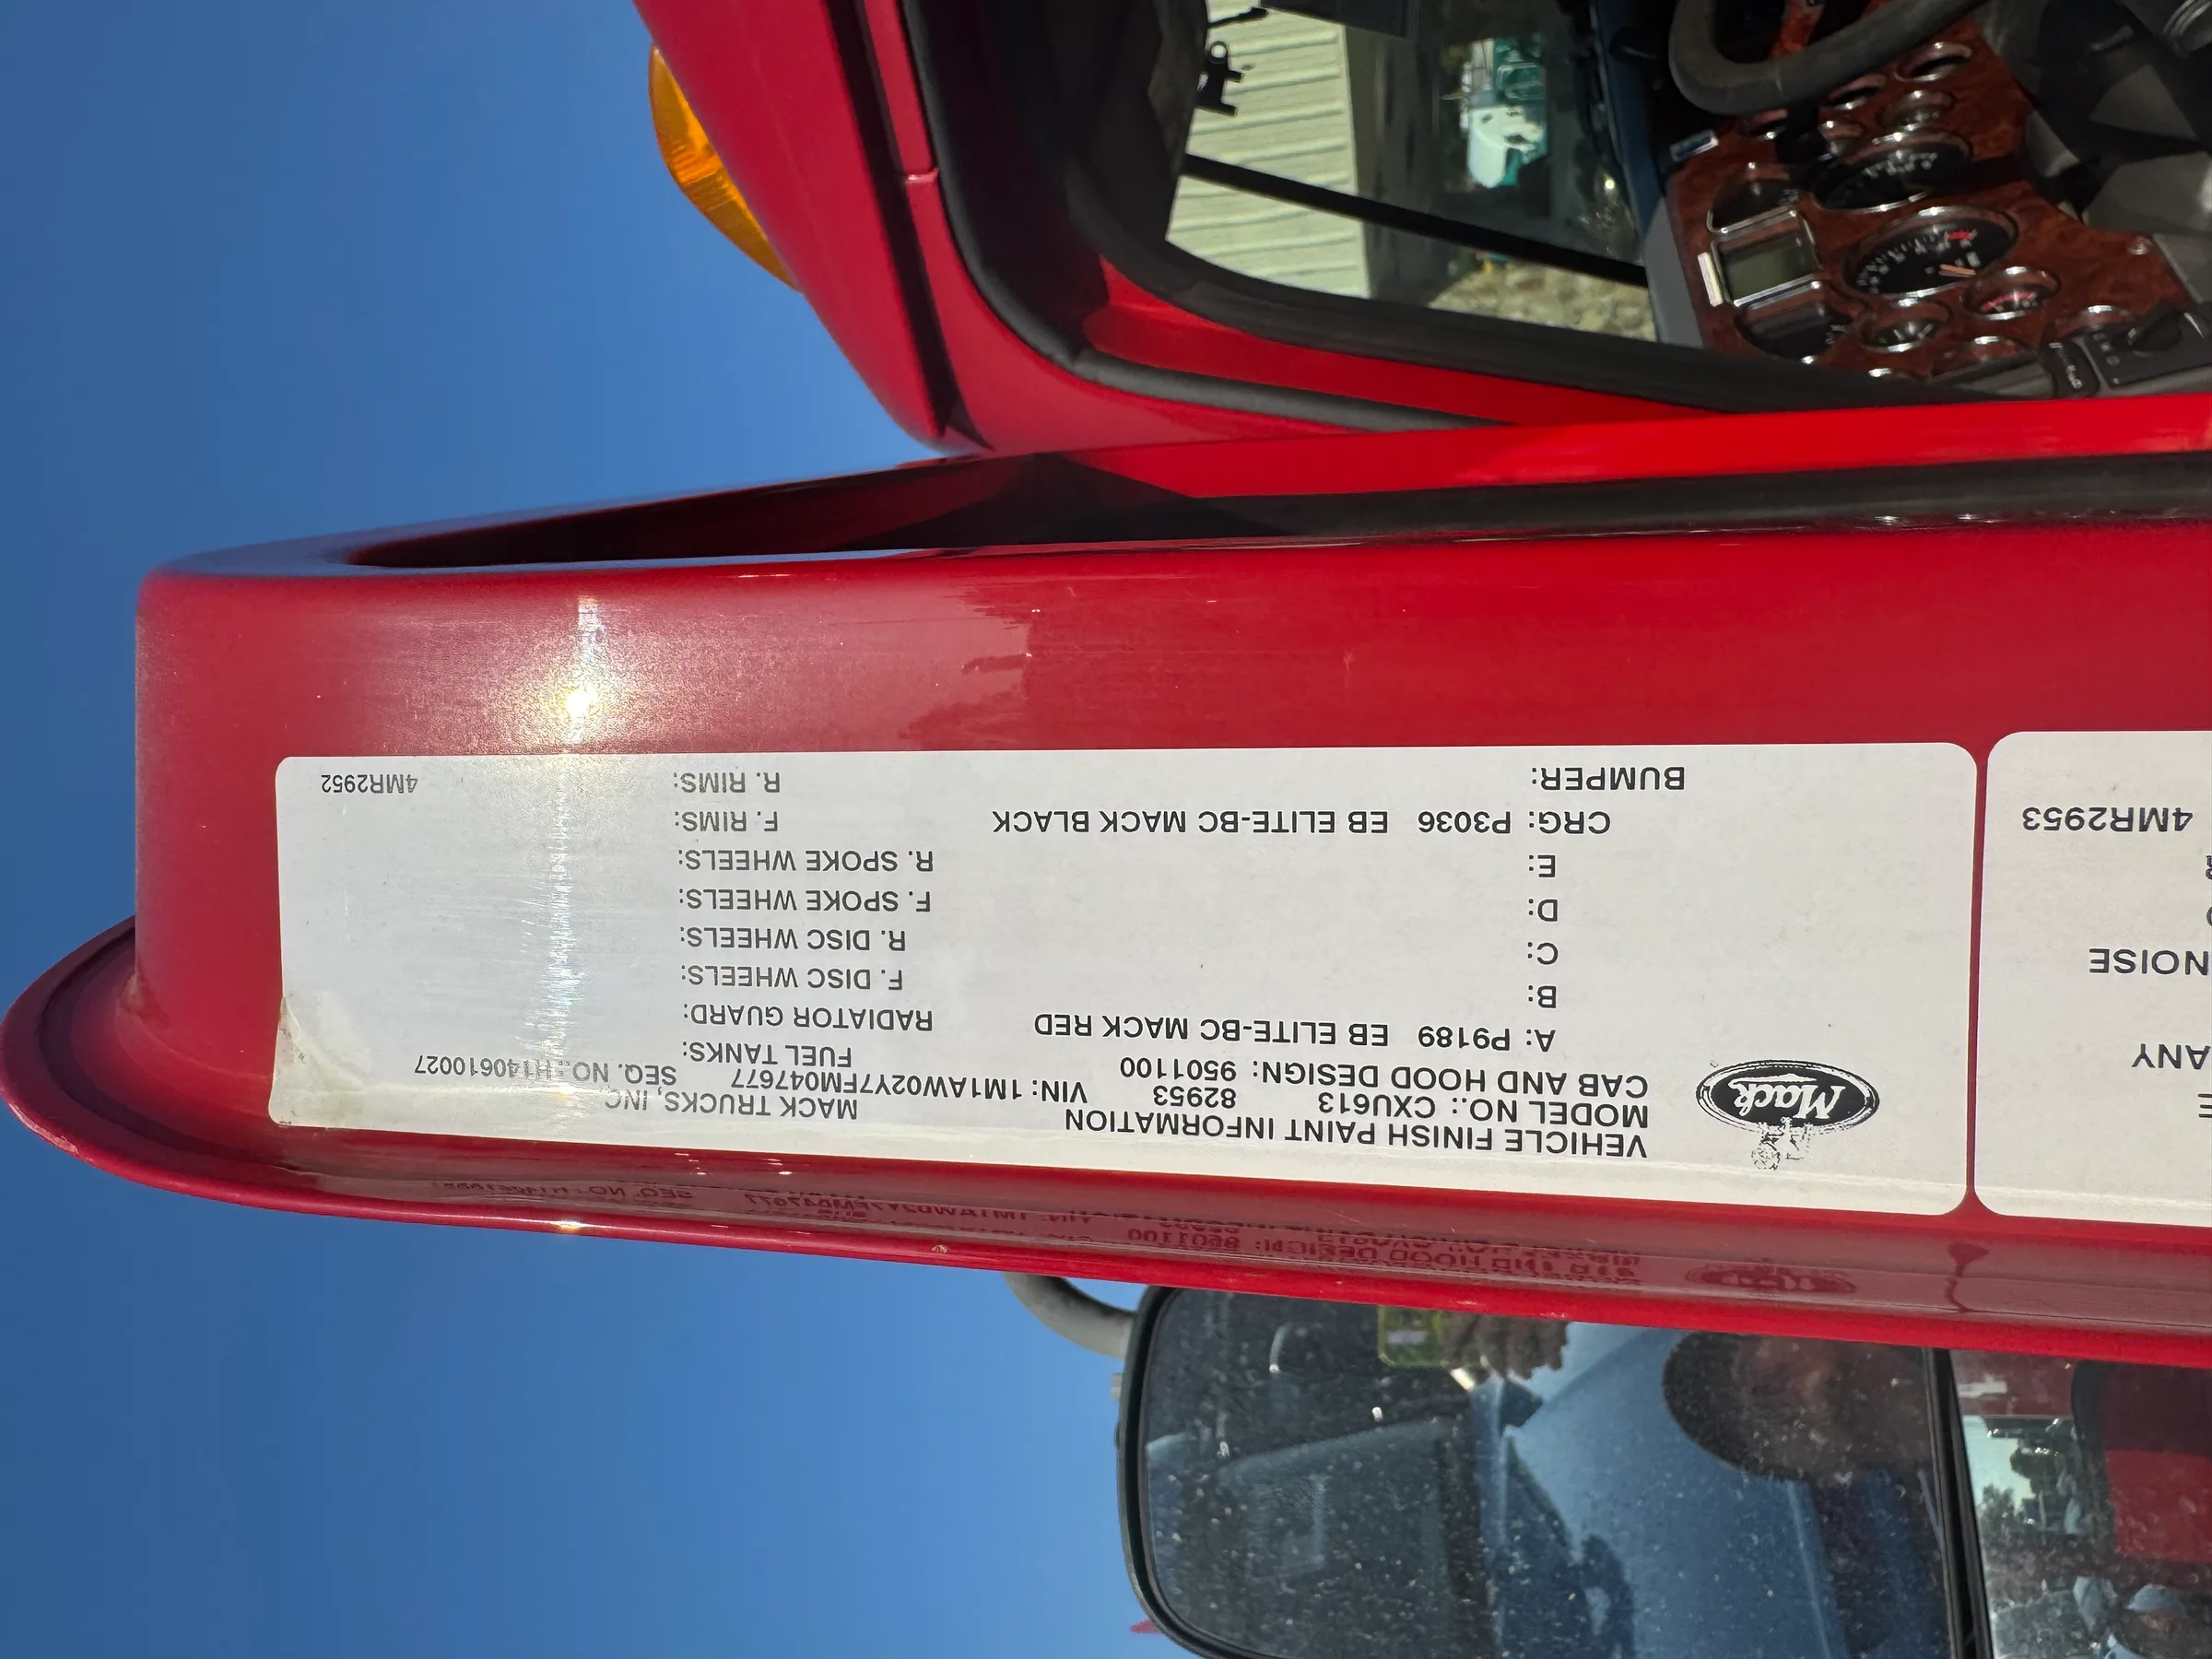 Mack
VEHICLE FINISH PAINT INFORMATION MACK TRUCKS, INC.
MODEL NO.: CXU613 82953 VIN: 1M1AW02Y7FM047677 SEQ. NO.: H140610027
CAB AND HOOD DESIGN: 9501100
A: P9189 EB ELITE-BC MACK RED
B:
C:
D:
E:
CRG: P3036 EB ELITE-BC MACK BLACK
BUMPER:
FUEL TANKS:
RADIATOR GUARD:
F. DISC WHEELS:
R. DISC WHEELS:
F. SPOKE WHEELS:
R. SPOKE WHEELS:
F. RIMS:
R. RIMS:
4MR2952
ANY
NOISE
4MR2953